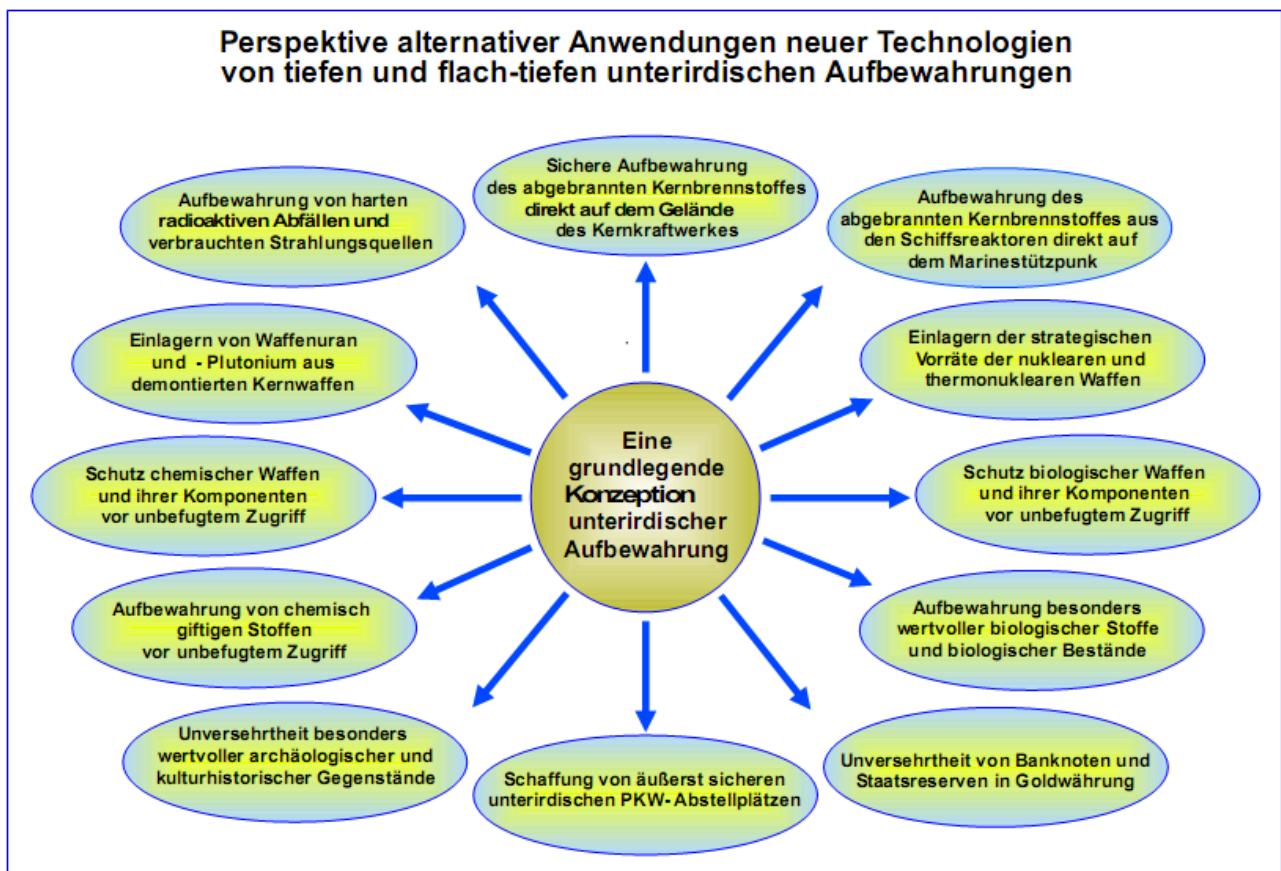 Perspektive alternativer Anwendungen neuer Technologien
von tiefen und flach-tiefen unterirdischen Aufbewahrungen
Sichere Aufbewahrung
des abgebrannten Kernbrennstoffes
direkt auf dem Gelände
des Kernkraftwerkes
Aufbewahrung von harten
radioaktiven Abfällen und
verbrauchten Strahlungsquellen
Aufbewahrung des
abgebrannten Kernbrennstoffes aus
den Schiffsreaktoren direkt auf
dem Marinestützpunk
Einlagern von Waffenuran
und - Plutonium aus
demontierten Kernwaffen
Einlagern der strategischen
Vorräte der nuklearen und
thermonuklearen Waffen
Eine
grundlegende
Konzeption
unterirdischer
Aufbewahrung
Schutz chemischer Waffen
und ihrer Komponenten
vor unbefugtem Zugriff
Schutz biologischer Waffen
und ihrer Komponenten
vor unbefugtem Zugriff
Aufbewahrung von chemisch
giftigen Stoffen
vor unbefugtem Zugriff
Aufbewahrung besonders
wertvoller biologischer Stoffe
und biologischer Bestände
Unversehrtheit besonders
wertvoller archäologischer und
kulturhistorischer Gegenstände
Schaffung von äußerst sicheren
unterirdischen PKW- Abstellplätzen
Unversehrtheit von Banknoten und
Staatsreserven in Goldwährung